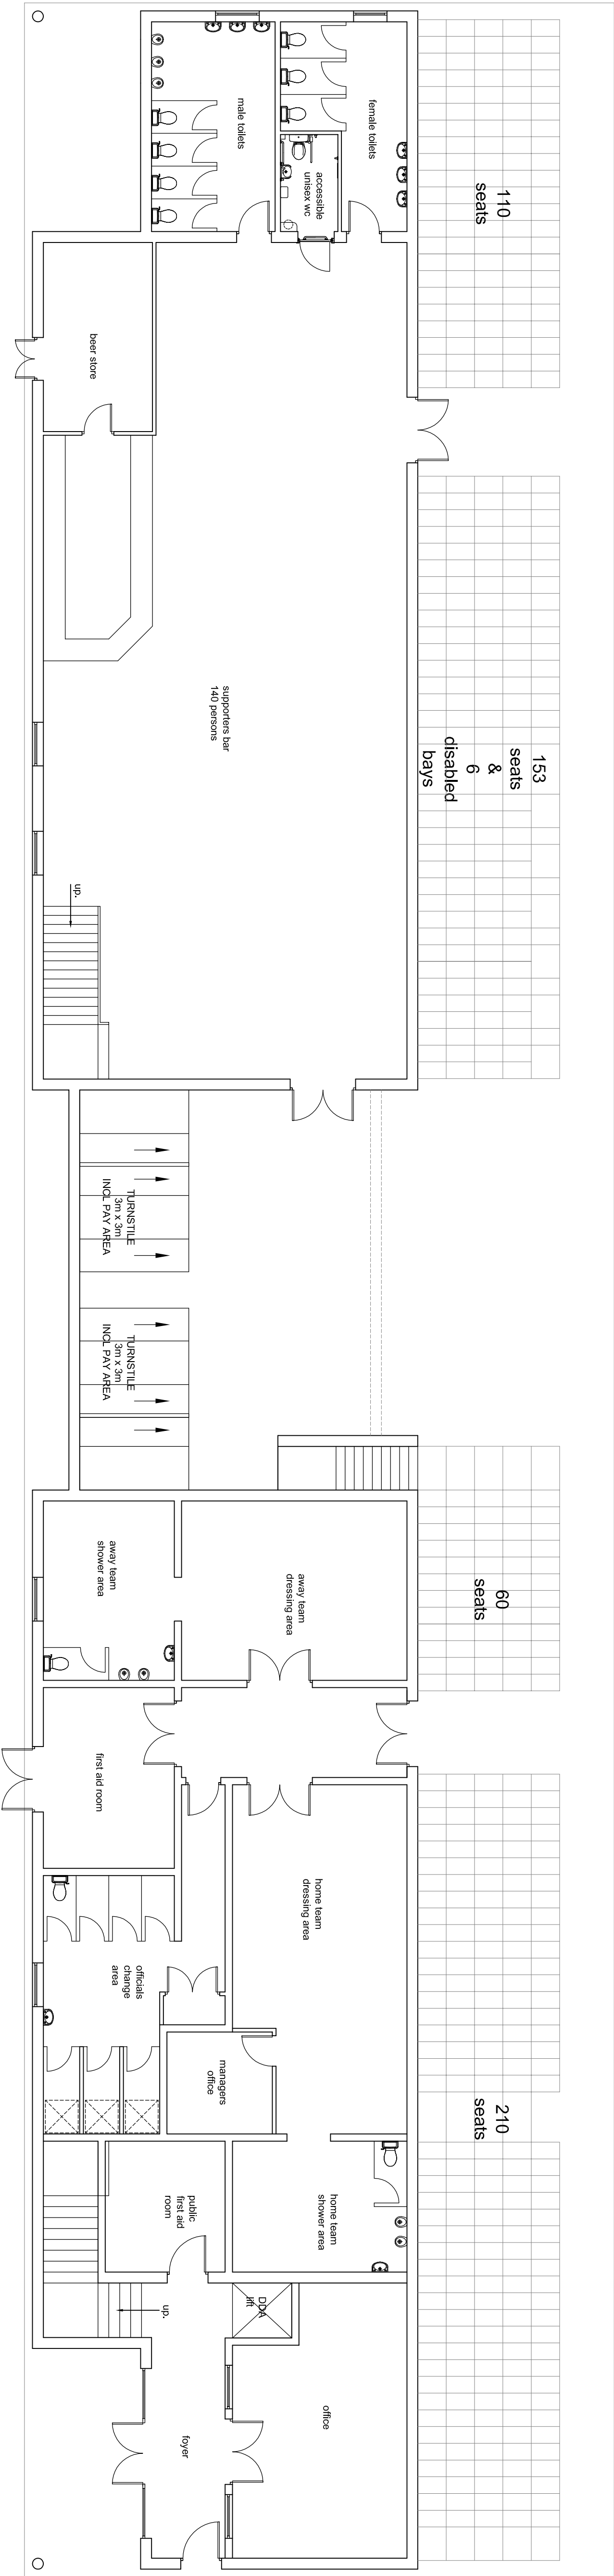 110
seats
female toilets
male toilets
accessible
unisex wc
beer store
153
seats
&
6
disabled
bays
supporters bar
140 persons
up.
TURNSTILE
3m x 3m
INCL PAY AREA
TURNSTILE
3m x 3m
INCL PAY AREA
60
seats
away team
dressing area
away team
shower area
first aid room
home team
dressing area
officials
change
area
managers
office
210
seats
home team
shower area
public
first aid
room
DDA
lift
up.
office
foyer